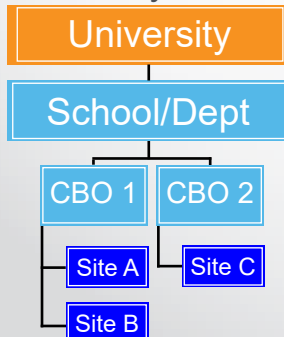 University
School/Dept
CBO 1 CBO 2
Site A Site C
Site B